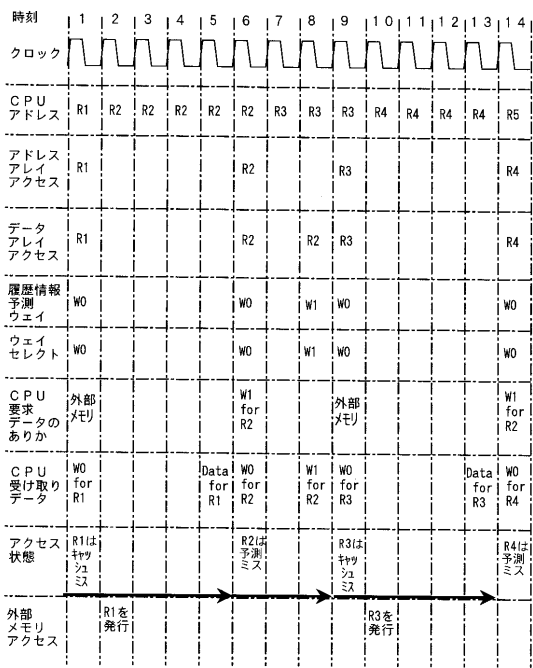 時刻 1 2 3 4 5 6 7 8 9 10 11 12 13 14
クロック
CPU
アドレス R1 R2 R2 R2 R2 R2 R3 R3 R3 R4 R4 R4 R4 R5
アドレス
アレイ
アクセス R1 R2 R3 R4
データ
アレイ
アクセス R1 R2 R2 R3 R4
履歴情報
予測
ウェイ W0 W0 W1 W0 W0
ウェイ
セレクト W0 W0 W1 W0 W0
CPU
要求
データの
ありか
外部
メモリ
W1
for
R2
外部
メモリ
W1
for
R2
CPU
受け取り
データ
W0
for
R1
Data
for
R1
W0
for
R2
W1
for
R2
W0
for
R3
Data
for
R3
W0
for
R4
アクセス
状態
R1は
キャッ
シュ
ミス
R2は
予測
ミス
R3は
キャッ
シュ
ミス
R4は
予測
ミス
外部
メモリ
アクセス
R1を
発行
R3を
発行